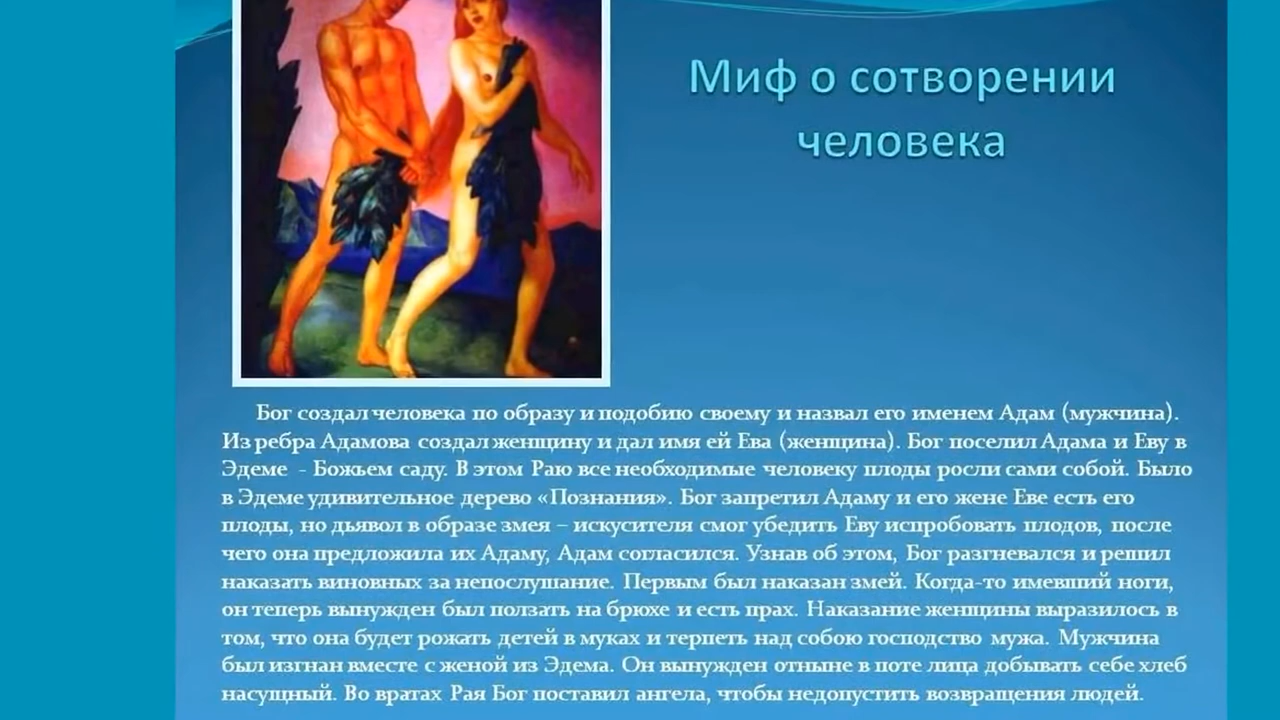 Миф о сотворении
человека
Бог создал человека по образу и подобию своему и назвал его именем Адам (мужчина).
Из ребра Адамова создал женщину и дал имя ей Ева (женщина). Бог поселил Адама и Еву в
Эдеме - Божьем саду. В этом Раю все необходимые человеку плоды росли сами собой. Было
в Эдеме удивительное дерево «Познания». Бог запретил Адаму и его жене Еве есть его
плоды, но дьявол в образе змея – искусителя смог убедить Еву испробовать плодов, после
чего она предложила их Адаму, Адам согласился. Узнав об этом, Бог разгневался и решил
наказать виновных за непослушание. Первым был наказан змей. Когда-то имевший ноги,
он теперь вынужден был ползать на брюхе и есть прах. Наказание женщины выразилось в
том, что она будет рожать детей в муках и терпеть над собою господство мужа. Мужчина
был изгнан вместе с женой из Эдема. Он вынужден отныне в поте лица добывать себе хлеб
насущный. Во вратах Рая Бог поставил ангела, чтобы недопустить возвращения людей.